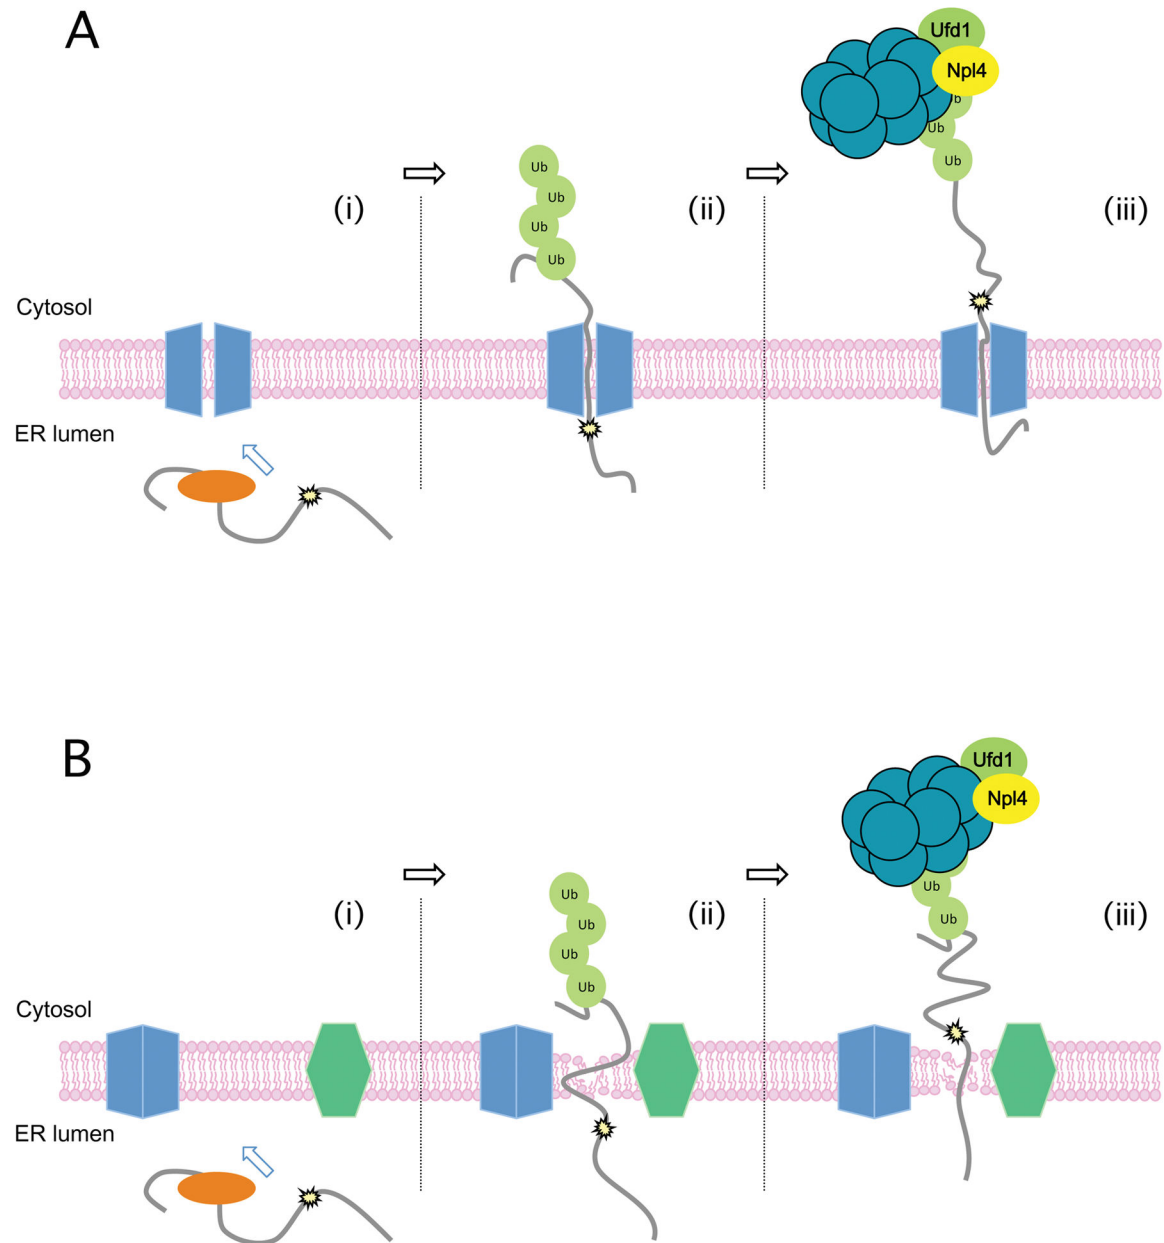 A
Ufd1
Npl4
b
Ub
Ub
Ub
Ub
Ub
Ub
(i)
(ii)
(iii)
Cytosol
ER lumen
B
Ufd1
Npl4
Ub
Ub
Ub
Ub
Ub
Ub
(i)
(ii)
(iii)
Cytosol
ER lumen